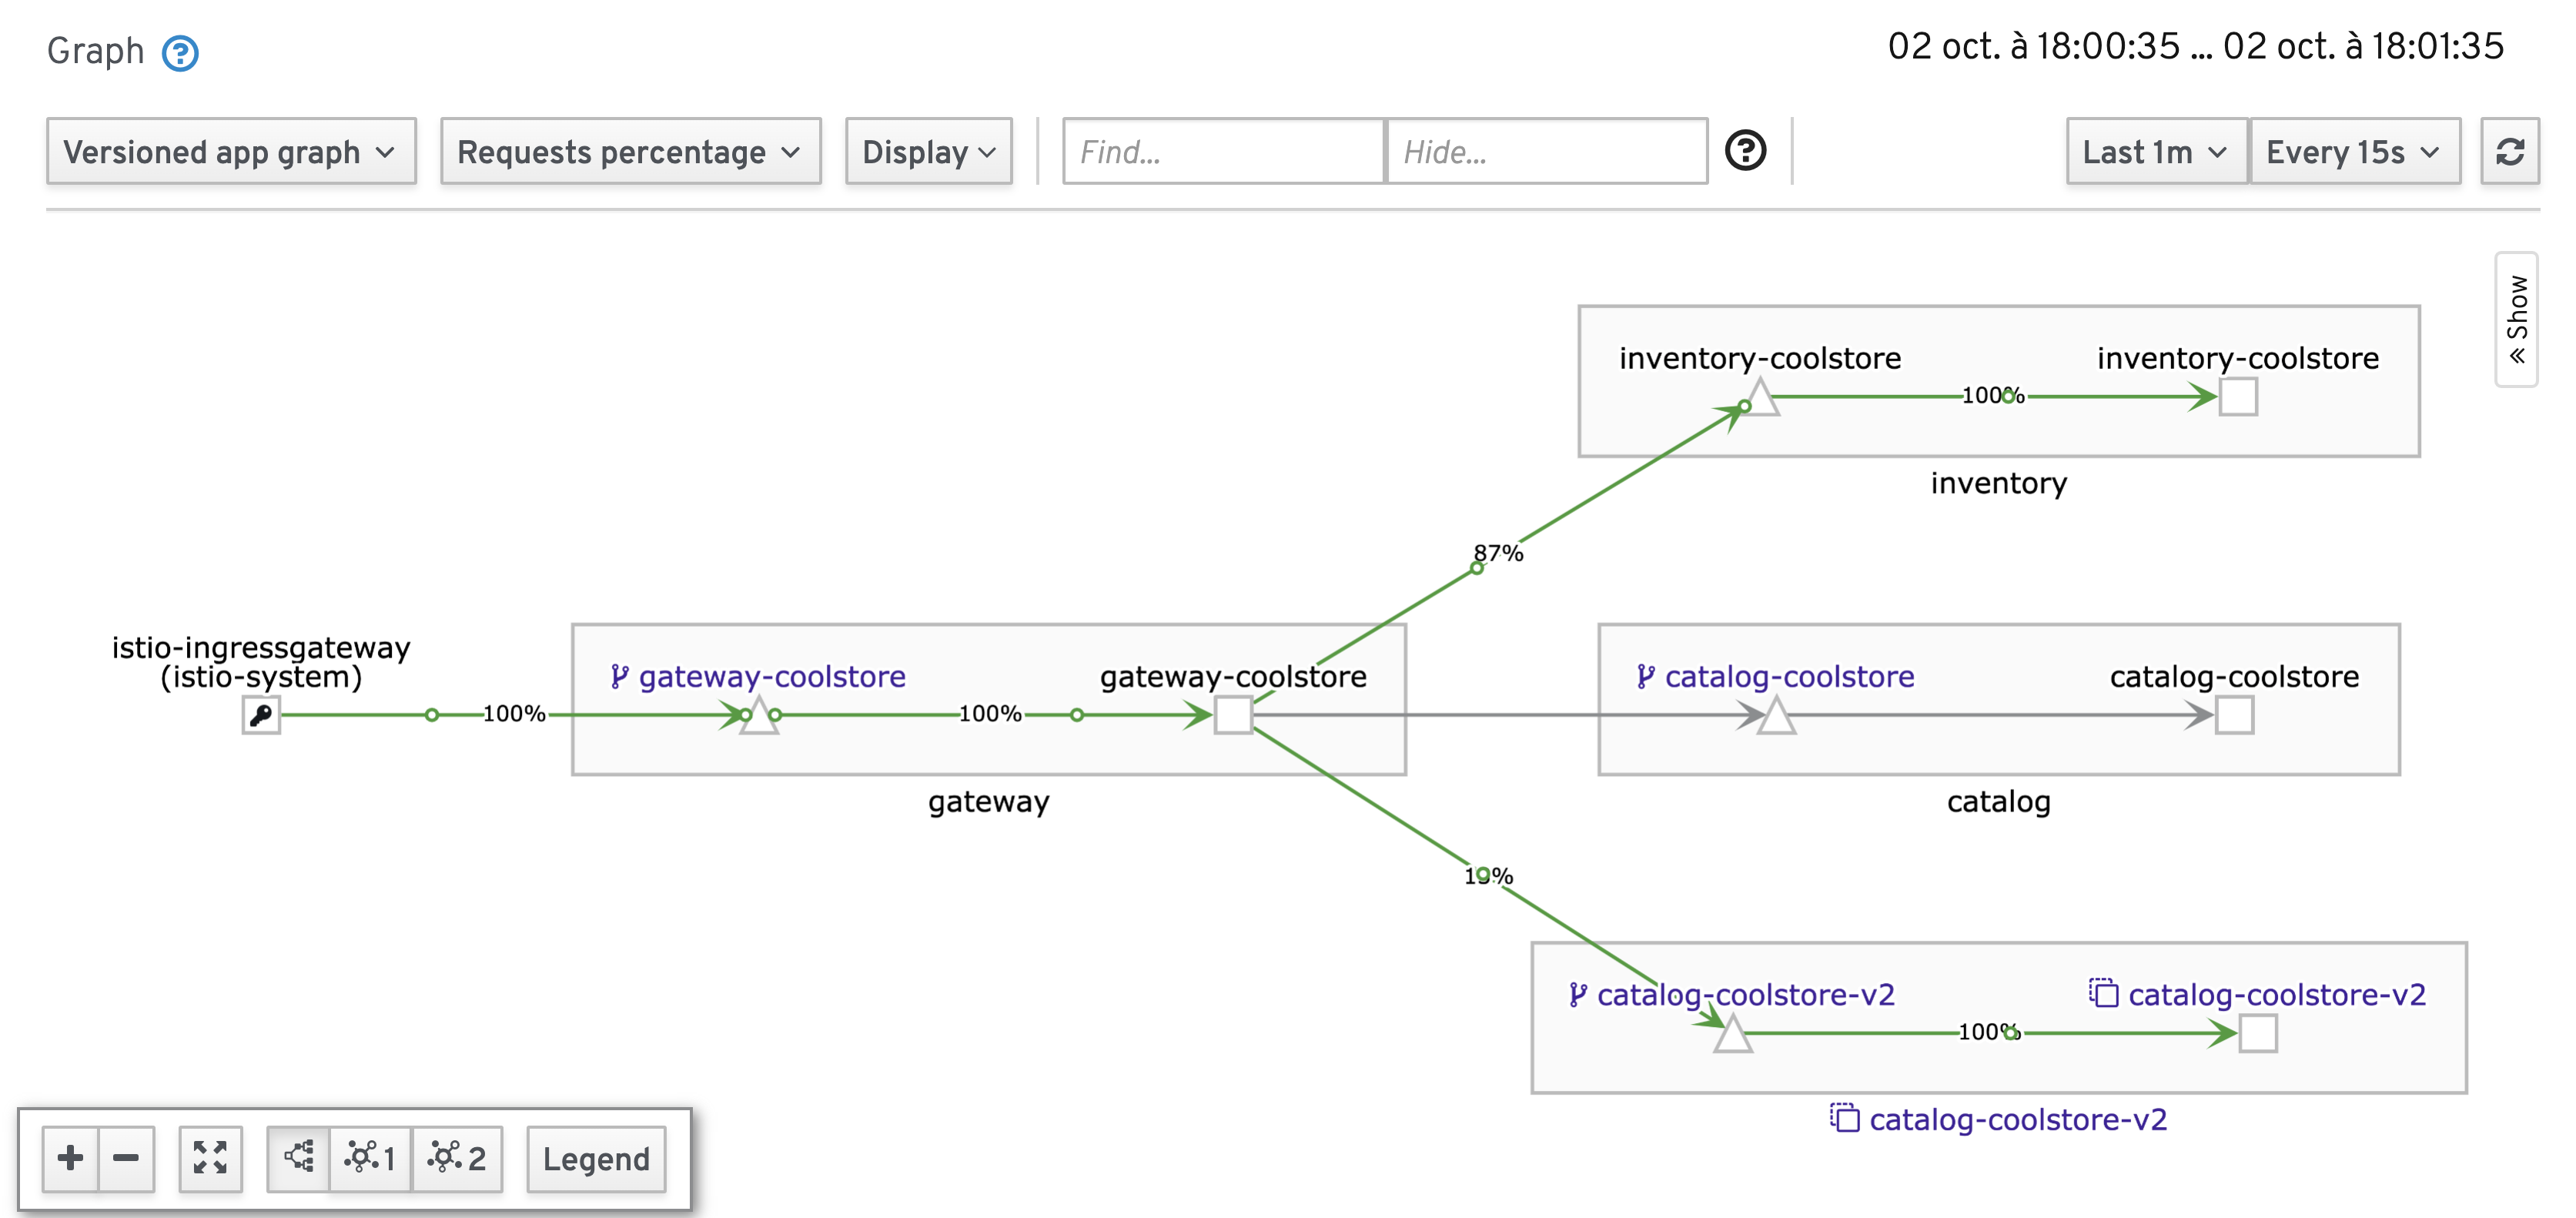 Graph
02 oct. à 18:00:35 ... 02 oct. à 18:01:35
Versioned app graph
Requests percentage
Display
Find...
Hide...
Last 1m
Every 15s
« Show
inventory-coolstore
inventory-coolstore
100%
inventory
87%
istio-ingressgateway
(istio-system)
gateway-coolstore
gateway-coolstore
catalog-coolstore
catalog-coolstore
100%
100%
gateway
catalog
catalog-coolstore-v2
catalog-coolstore-v2
100%
catalog-coolstore-v2
1
2
Legend